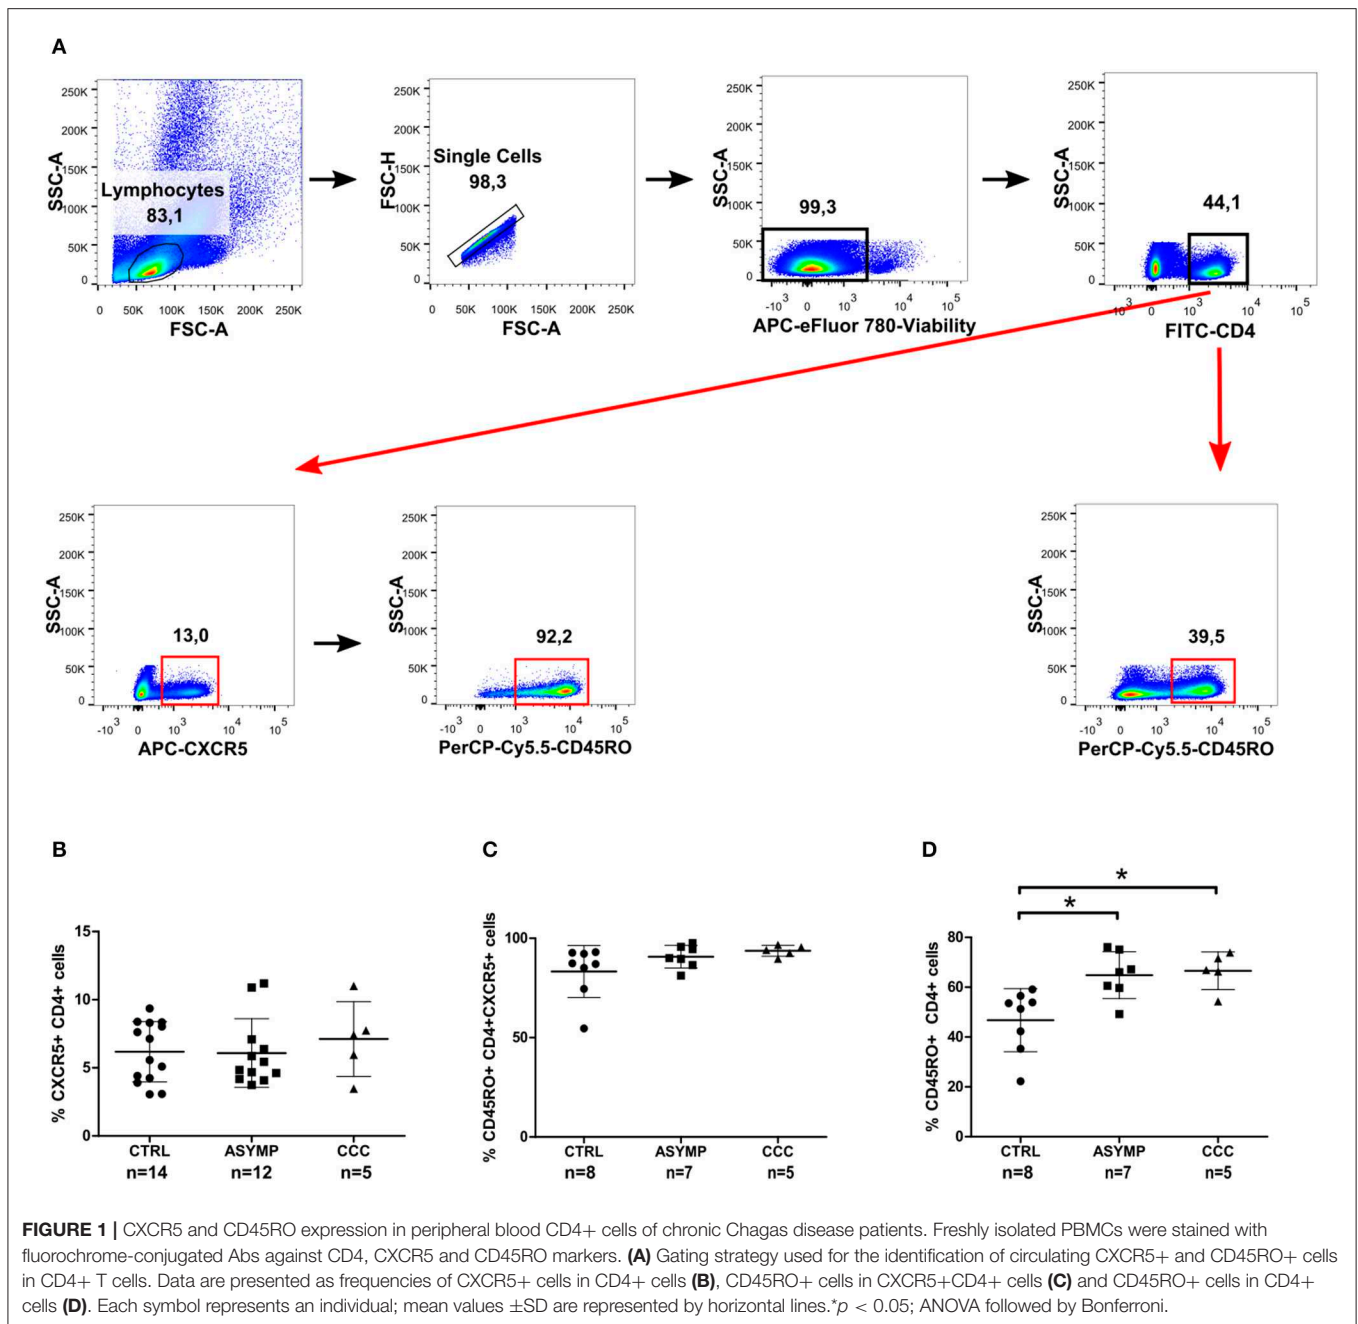 A
250K
200K
150K
100K
50K
0
SSC-A
Lymphocytes
83,1
0 50K 100K 150K 200K 250K
FSC-A
250K
200K
150K
100K
50K
0
FSC-H
Single Cells
98,3
0 50K 100K 150K 200K 250K
FSC-A
250K
200K
150K
100K
50K
0
SSC-A
99,3
-10³ 0 10³ 10⁴ 10⁵
APC-eFluor 780-Viability
250K
200K
150K
100K
50K
0
SSC-A
44,1
-10³ 0 10³ 10⁴ 10⁵
FITC-CD4
250K
200K
150K
100K
50K
0
SSC-A
13,0
-10³ 0 10³ 10⁴ 10⁵
APC-CXCR5
250K
200K
150K
100K
50K
0
SSC-A
92,2
-10³ 0 10³ 10⁴ 10⁵
PerCP-Cy5.5-CD45RO
250K
200K
150K
100K
50K
0
SSC-A
39,5
-10³ 0 10³ 10⁴ 10⁵
PerCP-Cy5.5-CD45RO
B
% CXCR5+ CD4+ cells
15
10
5
0
CTRL ASYMP CCC
n=14 n=12 n=5
C
% CD45RO+ CD4+CXCR5+ cells
100
50
0
CTRL ASYMP CCC
n=8 n=7 n=5
D
% CD45RO+ CD4+ cells
*
*
80
60
40
20
0
CTRL ASYMP CCC
n=8 n=7 n=5
FIGURE 1 | CXCR5 and CD45RO expression in peripheral blood CD4+ cells of chronic Chagas disease patients. Freshly isolated PBMCs were stained with
fluorochrome-conjugated Abs against CD4, CXCR5 and CD45RO markers. (A) Gating strategy used for the identification of circulating CXCR5+ and CD45RO+ cells
in CD4+ T cells. Data are presented as frequencies of CXCR5+ cells in CD4+ cells (B), CD45RO+ cells in CXCR5+CD4+ cells (C) and CD45RO+ cells in CD4+
cells (D). Each symbol represents an individual; mean values ±SD are represented by horizontal lines.*p < 0.05; ANOVA followed by Bonferroni.